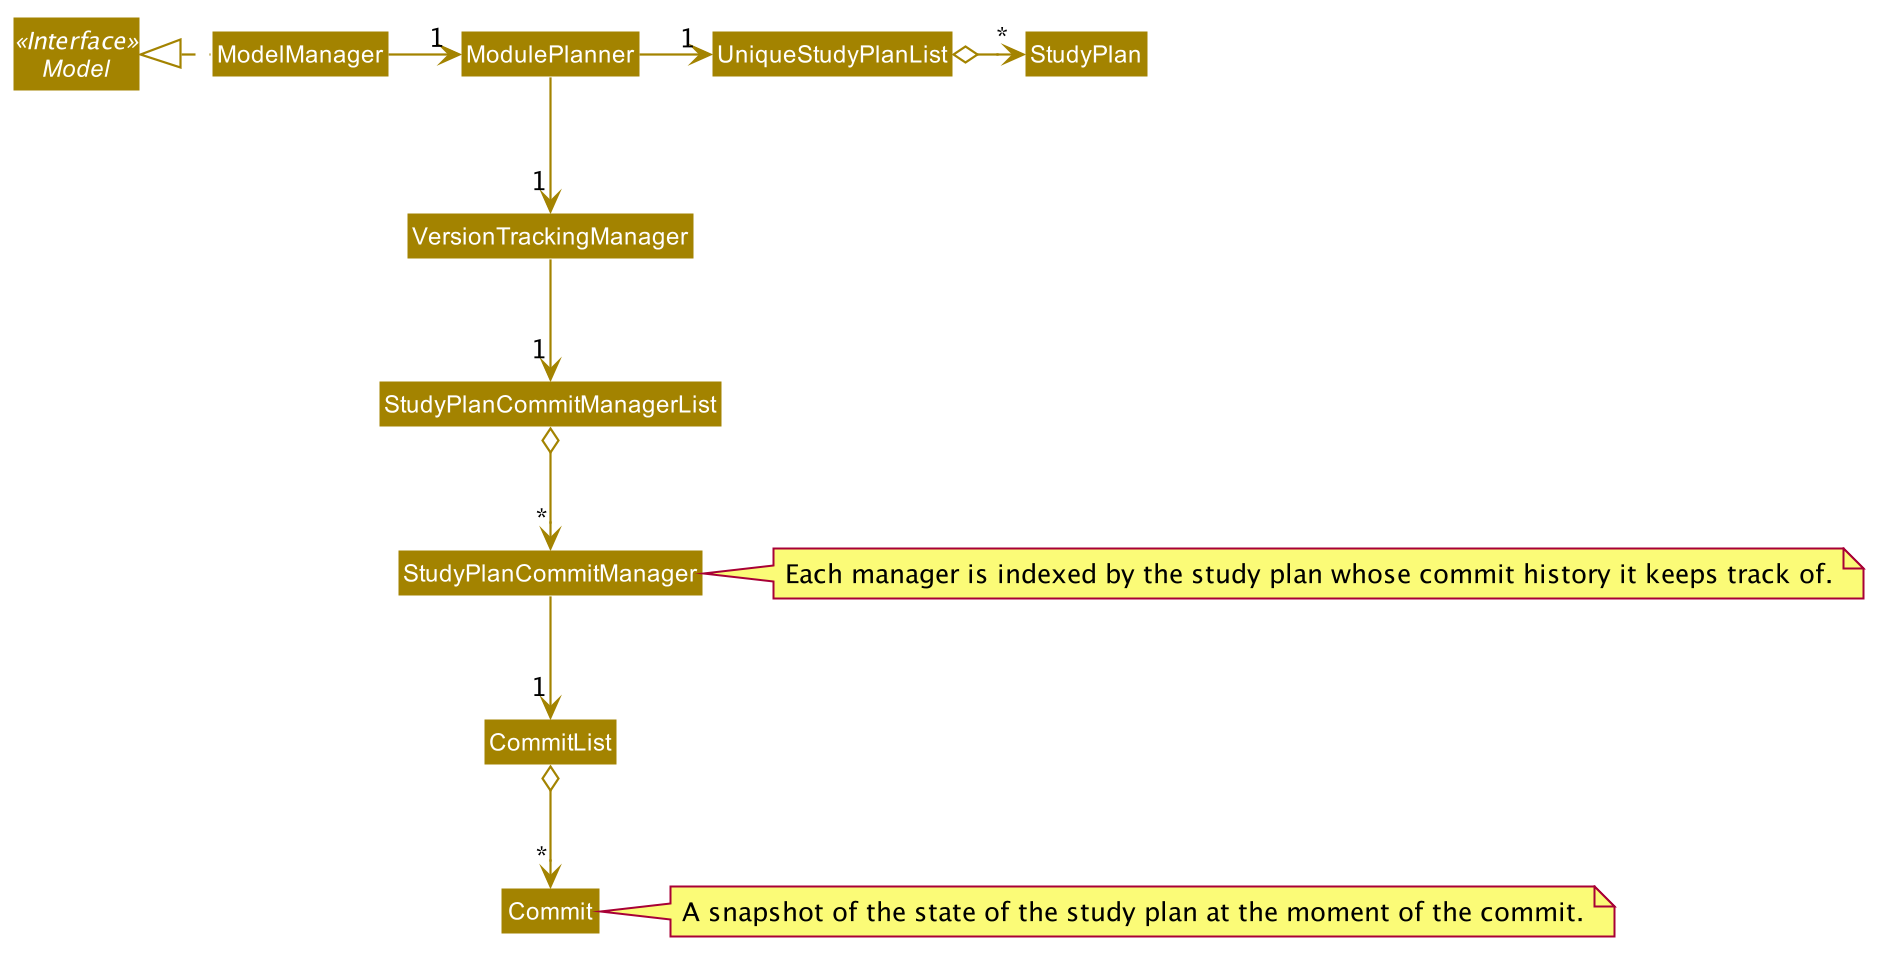 «Interface»
Model
ModelManager
1
ModulePlanner
1
UniqueStudyPlanList
*
StudyPlan
1
VersionTrackingManager
1
StudyPlanCommitManagerList
*
StudyPlanCommitManager
Each manager is indexed by the study plan whose commit history it keeps track of.
1
CommitList
*
Commit
A snapshot of the state of the study plan at the moment of the commit.